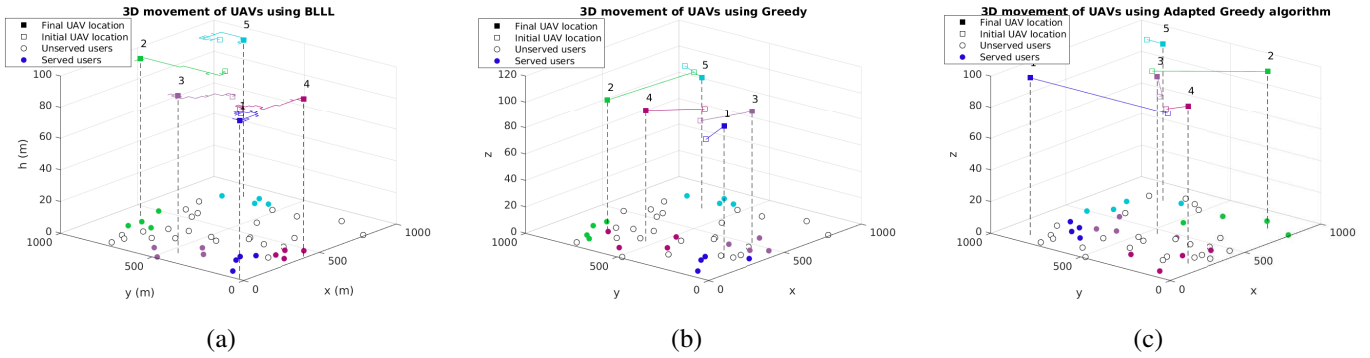 3D movement of UAVs using BLLL
Final UAV location
Initial UAV location
Unserved users
Served users
5
2
3
4
1
100
80
60
40
20
0
h (m)
1000
500
0
y (m)
0
500
1000
x (m)
(a)
3D movement of UAVs using Greedy
Final UAV location
Initial UAV location
Unserved users
Served users
5
2
4
3
1
120
100
80
60
40
20
0
z
1000
500
0
y
0
500
1000
x
(b)
3D movement of UAVs using Adapted Greedy algorithm
Final UAV location
Initial UAV location
Unserved users
Served users
5
1
3
2
4
100
80
60
40
20
0
z
1000
500
0
y
0
500
1000
x
(c)